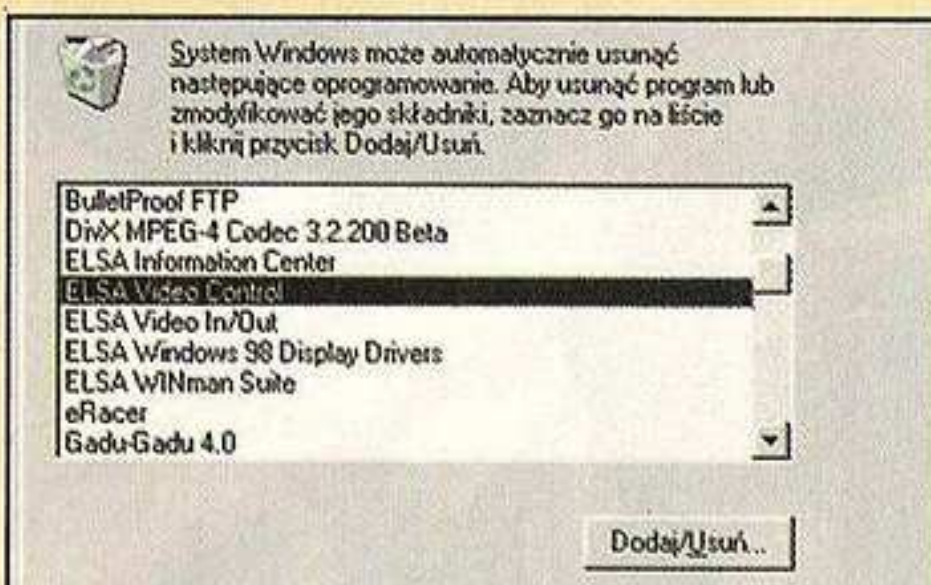 System Windows może automatycznie usunąć
następujące oprogramowanie. Aby usunąć program lub
zmodyfikować jego składniki, zaznacz go na liście
i kliknij przycisk Dodaj/Usuń.
BulletProof FTP
DivX MPEG-4 Codec 3.2.200 Beta
ELSA Information Center
ELSA Video Control
ELSA Video In/Out
ELSA Windows 98 Display Drivers
ELSA WINman Suite
eRacer
Gadu-Gadu 4.0
Dodaj/Usuń...